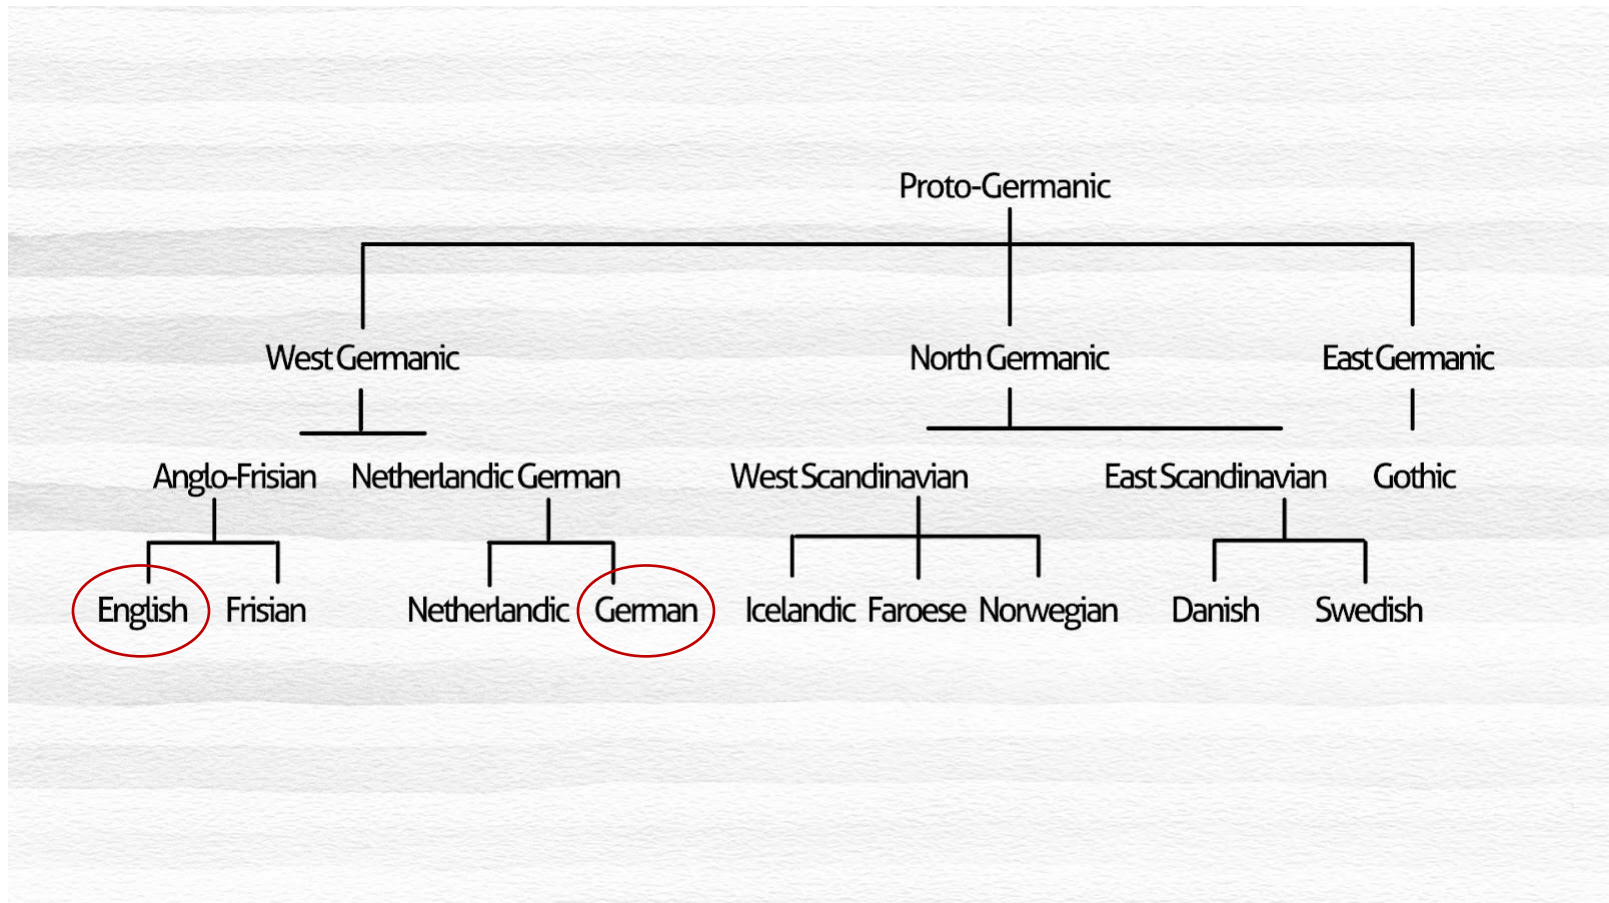 Proto-Germanic
West Germanic North Germanic East Germanic
Anglo-Frisian Netherlandic German West Scandinavian East Scandinavian Gothic
English Frisian Netherlandic German Icelandic Faroese Norwegian Danish Swedish